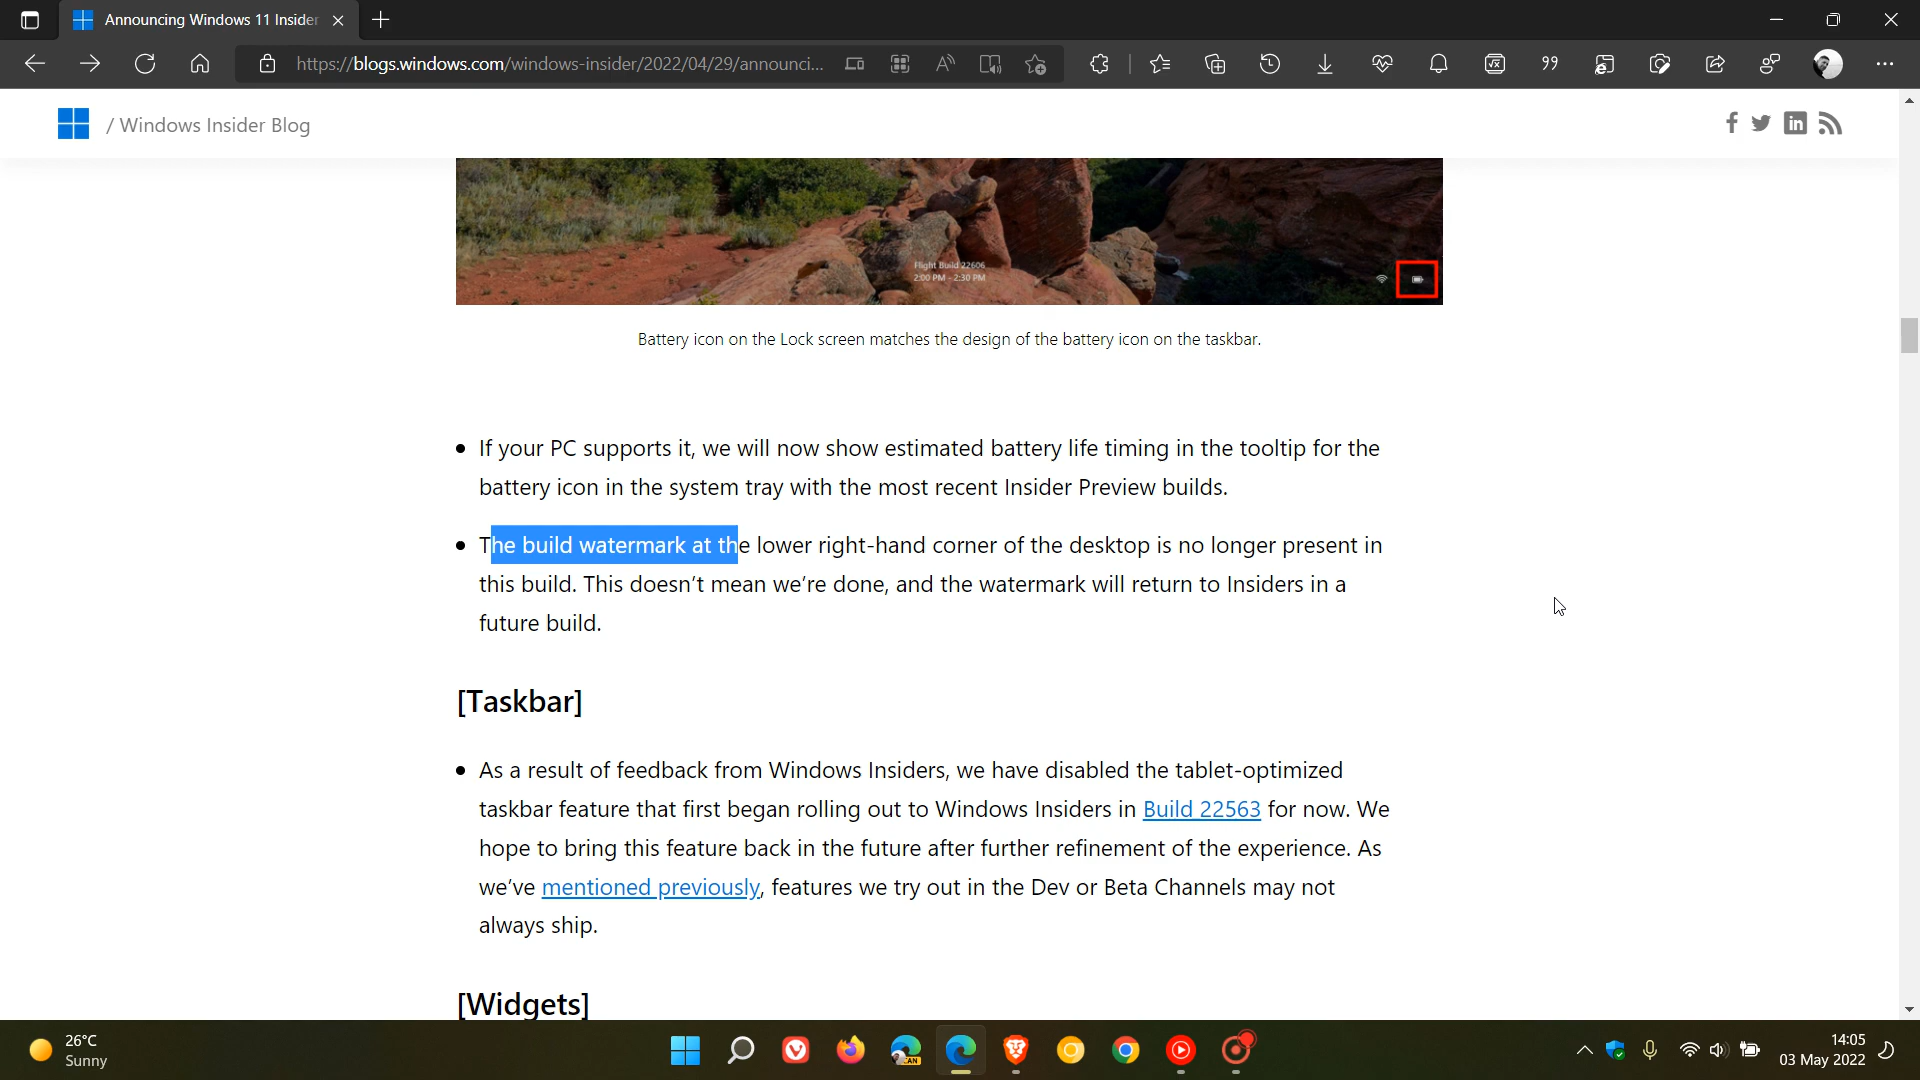 Announcing Windows 11 Insider
https://blogs.windows.com/windows-insider/2022/04/29/announci...
/ Windows Insider Blog
Flight Build 22606
2:00 PM - 2:30 PM
Battery icon on the Lock screen matches the design of the battery icon on the taskbar.
• If your PC supports it, we will now show estimated battery life timing in the tooltip for the
battery icon in the system tray with the most recent Insider Preview builds.
• The build watermark at the lower right-hand corner of the desktop is no longer present in
this build. This doesn’t mean we’re done, and the watermark will return to Insiders in a
future build.
[Taskbar]
• As a result of feedback from Windows Insiders, we have disabled the tablet-optimized
taskbar feature that first began rolling out to Windows Insiders in Build 22563 for now. We
hope to bring this feature back in the future after further refinement of the experience. As
we’ve mentioned previously, features we try out in the Dev or Beta Channels may not
always ship.
[Widgets]
26°C
Sunny
CAN
14:05
03 May 2022